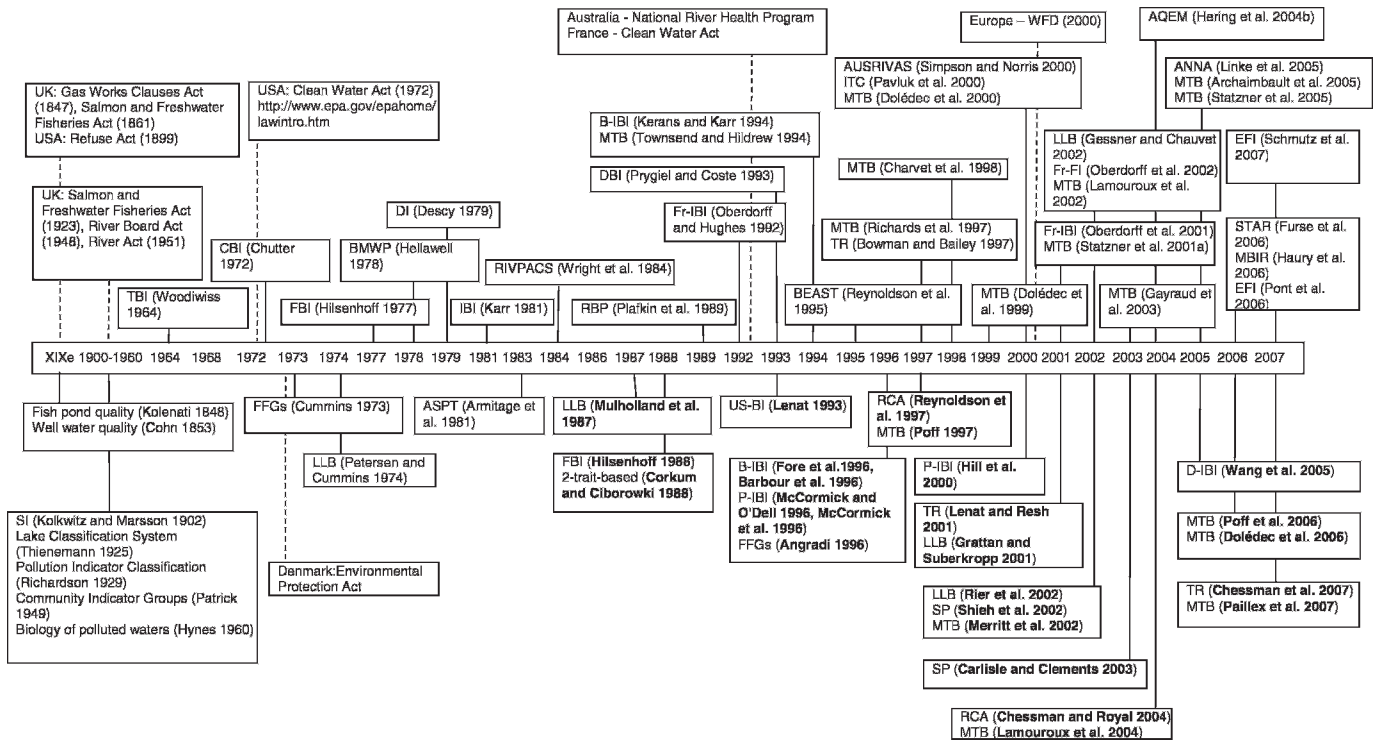 Australia - National River Health Program
France - Clean Water Act
Europe – WFD (2000)
AQEM (Hering et al. 2004b)
UK: Gas Works Clauses Act
(1847), Salmon and Freshwater
Fisheries Act (1861)
USA: Refuse Act (1899)
USA: Clean Water Act (1972)
http://www.epa.gov/epahome/
lawintro.htm
AUSRIVAS (Simpson and Norris 2000)
ITC (Pavluk et al. 2000)
MTB (Dolédec et al. 2000)
ANNA (Linke et al. 2005)
MTB (Archaimbault et al. 2005)
MTB (Statzner et al. 2005)
B-IBI (Kerans and Karr 1994)
MTB (Townsend and Hildrew 1994)
LLB (Gessner and Chauvet
2002)
Fr-FI (Oberdorff et al. 2002)
MTB (Lamouroux et al.
2002)
EFI (Schmutz et al.
2007)
DBI (Prygiel and Coste 1993)
MTB (Charvet et al. 1998)
UK: Salmon and
Freshwater Fisheries Act
(1923), River Board Act
(1948), River Act (1951)
DI (Descy 1979)
Fr-IBI (Oberdorff
and Hughes 1992)
MTB (Richards et al. 1997)
TR (Bowman and Bailey 1997)
Fr-IBI (Oberdorff et al. 2001)
MTB (Statzner et al. 2001a)
STAR (Furse et al.
2006)
MBIR (Haury et al.
2006)
EFI (Pont et al.
2006)
CBI (Chutter
1972)
BMWP (Hellawell
1978)
RIVPACS (Wright et al. 1984)
TBI (Woodiwiss
1964)
FBI (Hilsenhoff 1977)
IBI (Karr 1981)
RBP (Plafkin et al. 1989)
BEAST (Reynoldson et al.
1995)
MTB (Dolédec et
al. 1999)
MTB (Gayraud et
al. 2003)
XIXe 1900-1960 1964 1968 1972 1973 1977 1978 1979 1981 1983 1984 1986 1987 1988 1989 1992 1993 1994 1995 1996 1997 1998 1999 2000 2001 2002 2003 2004 2005 2006 2007
Fish pond quality (Kolenati 1848)
Well water quality (Cohn 1853)
FFGs (Cummins 1973)
ASPT (Armitage et
al. 1981)
LLB (Mulholland et al.
1987)
US-BI (Lenat 1993)
RCA (Reynoldson et
al. 1997)
MTB (Poff 1997)
LLB (Petersen and
Cummins 1974)
FBI (Hilsenhoff 1988)
2-trait-based (Corkum
and Ciborowki 1988)
B-IBI (Fore et al.1996,
Barbour et al. 1996)
P-IBI (McCormick and
O'Dell 1996, McCormick
et al. 1996)
FFGs (Angradi 1996)
P-IBI (Hill et al.
2000)
D-IBI (Wang et al. 2005)
SI (Kolkwitz and Marsson 1902)
Lake Classification System
(Thienemann 1925)
Pollution Indicator Classification
(Richardson 1929)
Community Indicator Groups (Patrick
1949)
Biology of polluted waters (Hynes 1960)
TR (Lenat and Resh
2001)
LLB (Grattan and
Suberkropp 2001)
MTB (Poff et al. 2006)
MTB (Dolédec et al. 2006)
Denmark:Environmental
Protection Act
LLB (Rier et al. 2002)
SP (Shieh et al. 2002)
MTB (Merritt et al. 2002)
TR (Chessman et al. 2007)
MTB (Paillex et al. 2007)
SP (Carlisle and Clements 2003)
RCA (Chessman and Royal 2004)
MTB (Lamouroux et al. 2004)